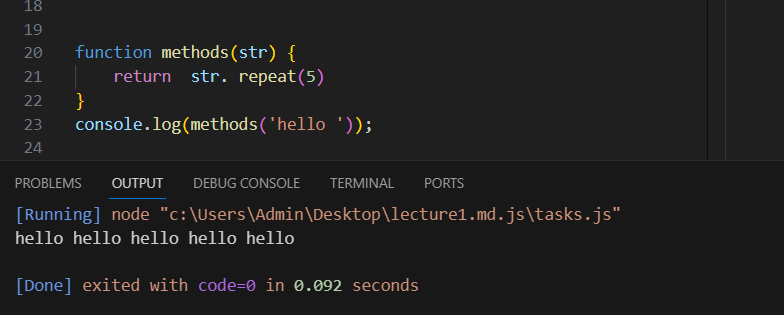 18
19
20 function methods(str) {
21 return  str. repeat(5)
22 }
23 console.log(methods('hello '));
24
PROBLEMS OUTPUT DEBUG CONSOLE TERMINAL PORTS
[Running] node "c:\Users\Admin\Desktop\lecture1.md.js\tasks.js"
hello hello hello hello hello
[Done] exited with code=0 in 0.092 seconds